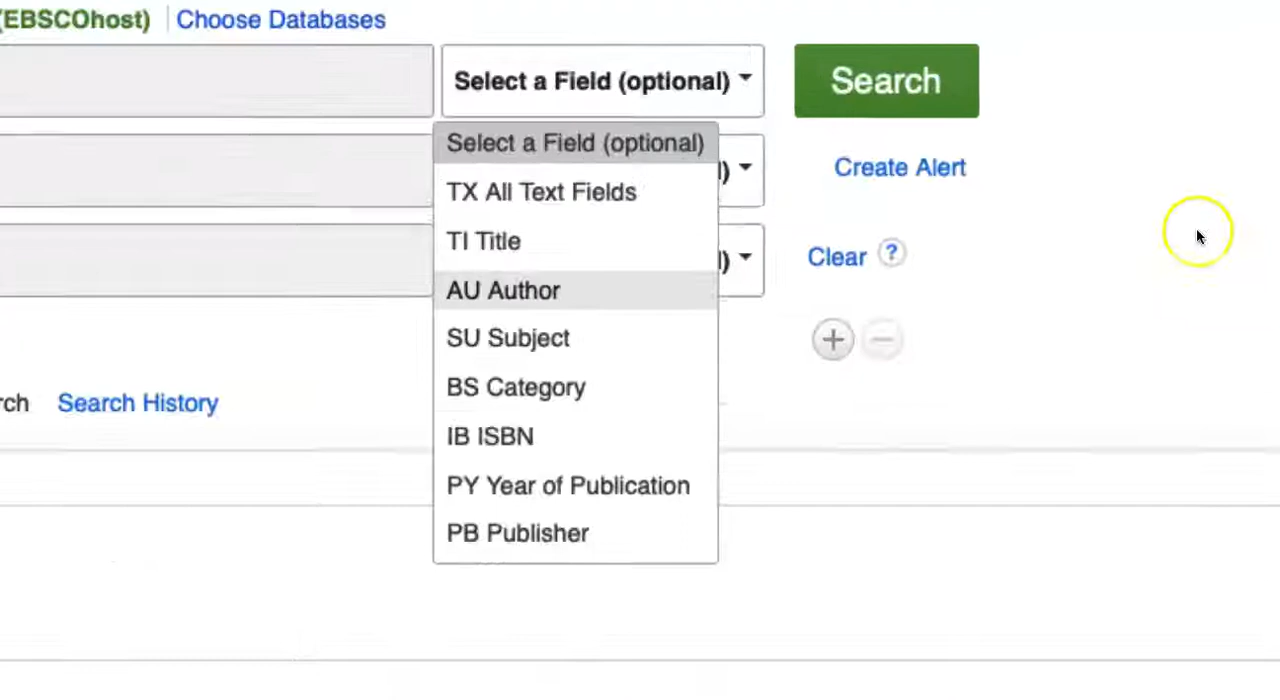 (EBSCOhost) Choose Databases
Select a Field (optional) Search
Select a Field (optional)
Create Alert
TX All Text Fields
TI Title
Clear ?
AU Author
SU Subject
BS Category
rch Search History
IB ISBN
PY Year of Publication
PB Publisher